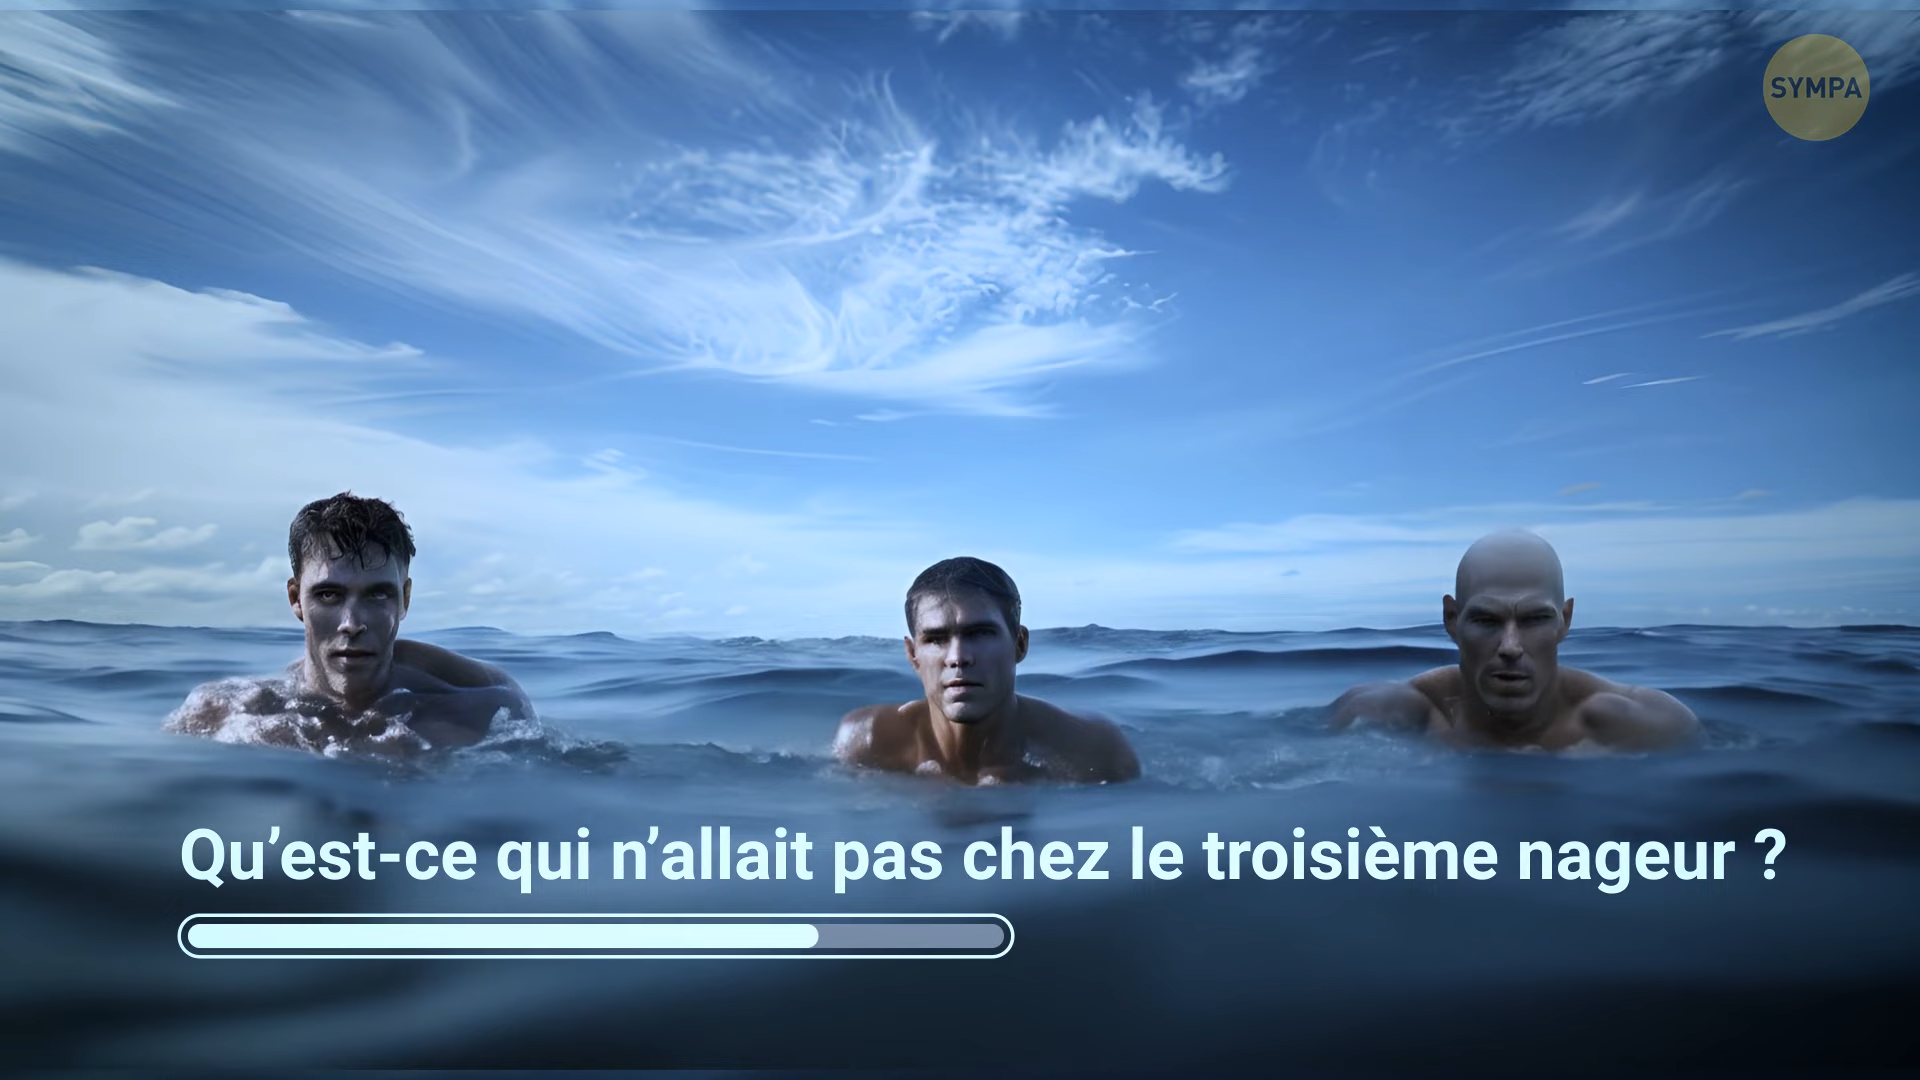 SYMPA
Qu’est-ce qui n’allait pas chez le troisième nageur ?